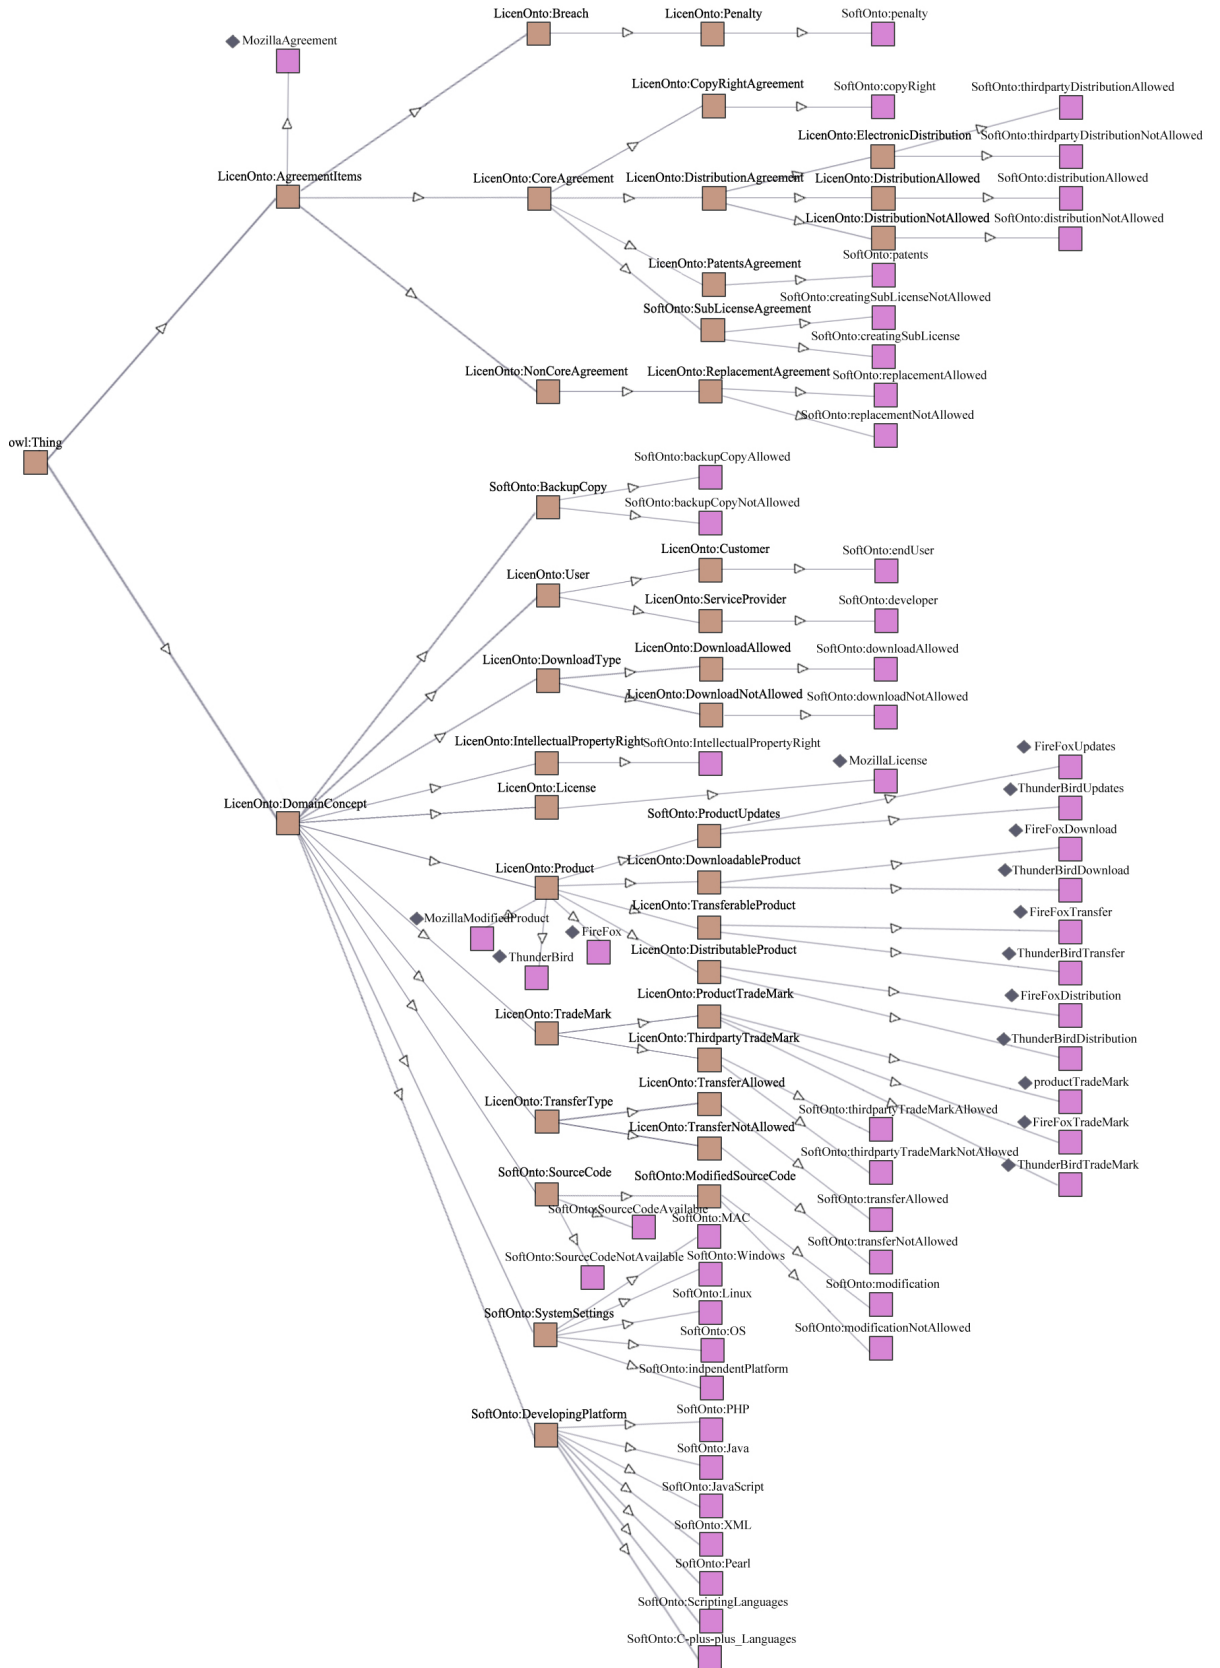 LicenOnto:Breach
LicenOnto:Penalty
SoftOnto:penalty
MozillaAgreement
LicenOnto:CopyRightAgreement
SoftOnto:copyRight
SoftOnto:thirdpartyDistributionAllowed
LicenOnto:ElectronicDistribution
SoftOnto:thirdpartyDistributionNotAllowed
LicenOnto:AgreementItems
LicenOnto:CoreAgreement
LicenOnto:DistributionAgreement
LicenOnto:DistributionAllowed
SoftOnto:distributionAllowed
LicenOnto:DistributionNotAllowed
SoftOnto:distributionNotAllowed
LicenOnto:PatentsAgreement
SoftOnto:patents
SoftOnto:creatingSubLicenseNotAllowed
SoftOnto:SubLicenseAgreement
SoftOnto:creatingSubLicense
LicenOnto:NonCoreAgreement
LicenOnto:ReplacementAgreement
SoftOnto:replacementAllowed
SoftOnto:replacementNotAllowed
owl:Thing
SoftOnto:backupCopyAllowed
SoftOnto:BackupCopy
SoftOnto:backupCopyNotAllowed
LicenOnto:Customer
SoftOnto:endUser
LicenOnto:User
LicenOnto:ServiceProvider
SoftOnto:developer
LicenOnto:DownloadType
LicenOnto:DownloadAllowed
SoftOnto:downloadAllowed
LicenOnto:DownloadNotAllowed
SoftOnto:downloadNotAllowed
LicenOnto:IntellectualPropertyRight
SoftOnto:IntellectualPropertyRight
FireFoxUpdates
MozillaLicense
LicenOnto:License
ThunderBirdUpdates
LicenOnto:DomainConcept
SoftOnto:ProductUpdates
FireFoxDownload
LicenOnto:Product
LicenOnto:DownloadableProduct
ThunderBirdDownload
LicenOnto:TransferableProduct
FireFoxTransfer
MozillaModifiedProduct
FireFox
ThunderBird
LicenOnto:DistributableProduct
ThunderBirdTransfer
LicenOnto:ProductTradeMark
FireFoxDistribution
LicenOnto:TradeMark
LicenOnto:ThirdpartyTradeMark
ThunderBirdDistribution
LicenOnto:TransferAllowed
productTradeMark
LicenOnto:TransferType
SoftOnto:thirdpartyTradeMarkAllowed
FireFoxTradeMark
LicenOnto:TransferNotAllowed
SoftOnto:thirdpartyTradeMarkNotAllowed
ThunderBirdTradeMark
SoftOnto:SourceCode
SoftOnto:ModifiedSourceCode
SoftOnto:transferAllowed
SoftOnto:SourceCodeAvailable
SoftOnto:MAC
SoftOnto:transferNotAllowed
SoftOnto:SourceCodeNotAvailable
SoftOnto:Windows
SoftOnto:modification
SoftOnto:Linux
SoftOnto:SystemSettings
SoftOnto:OS
SoftOnto:modificationNotAllowed
SoftOnto:indpendentPlatform
SoftOnto:DevelopingPlatform
SoftOnto:PHP
SoftOnto:Java
SoftOnto:JavaScript
SoftOnto:XML
SoftOnto:Pearl
SoftOnto:ScriptingLanguages
SoftOnto:C-plus-plus_Languages